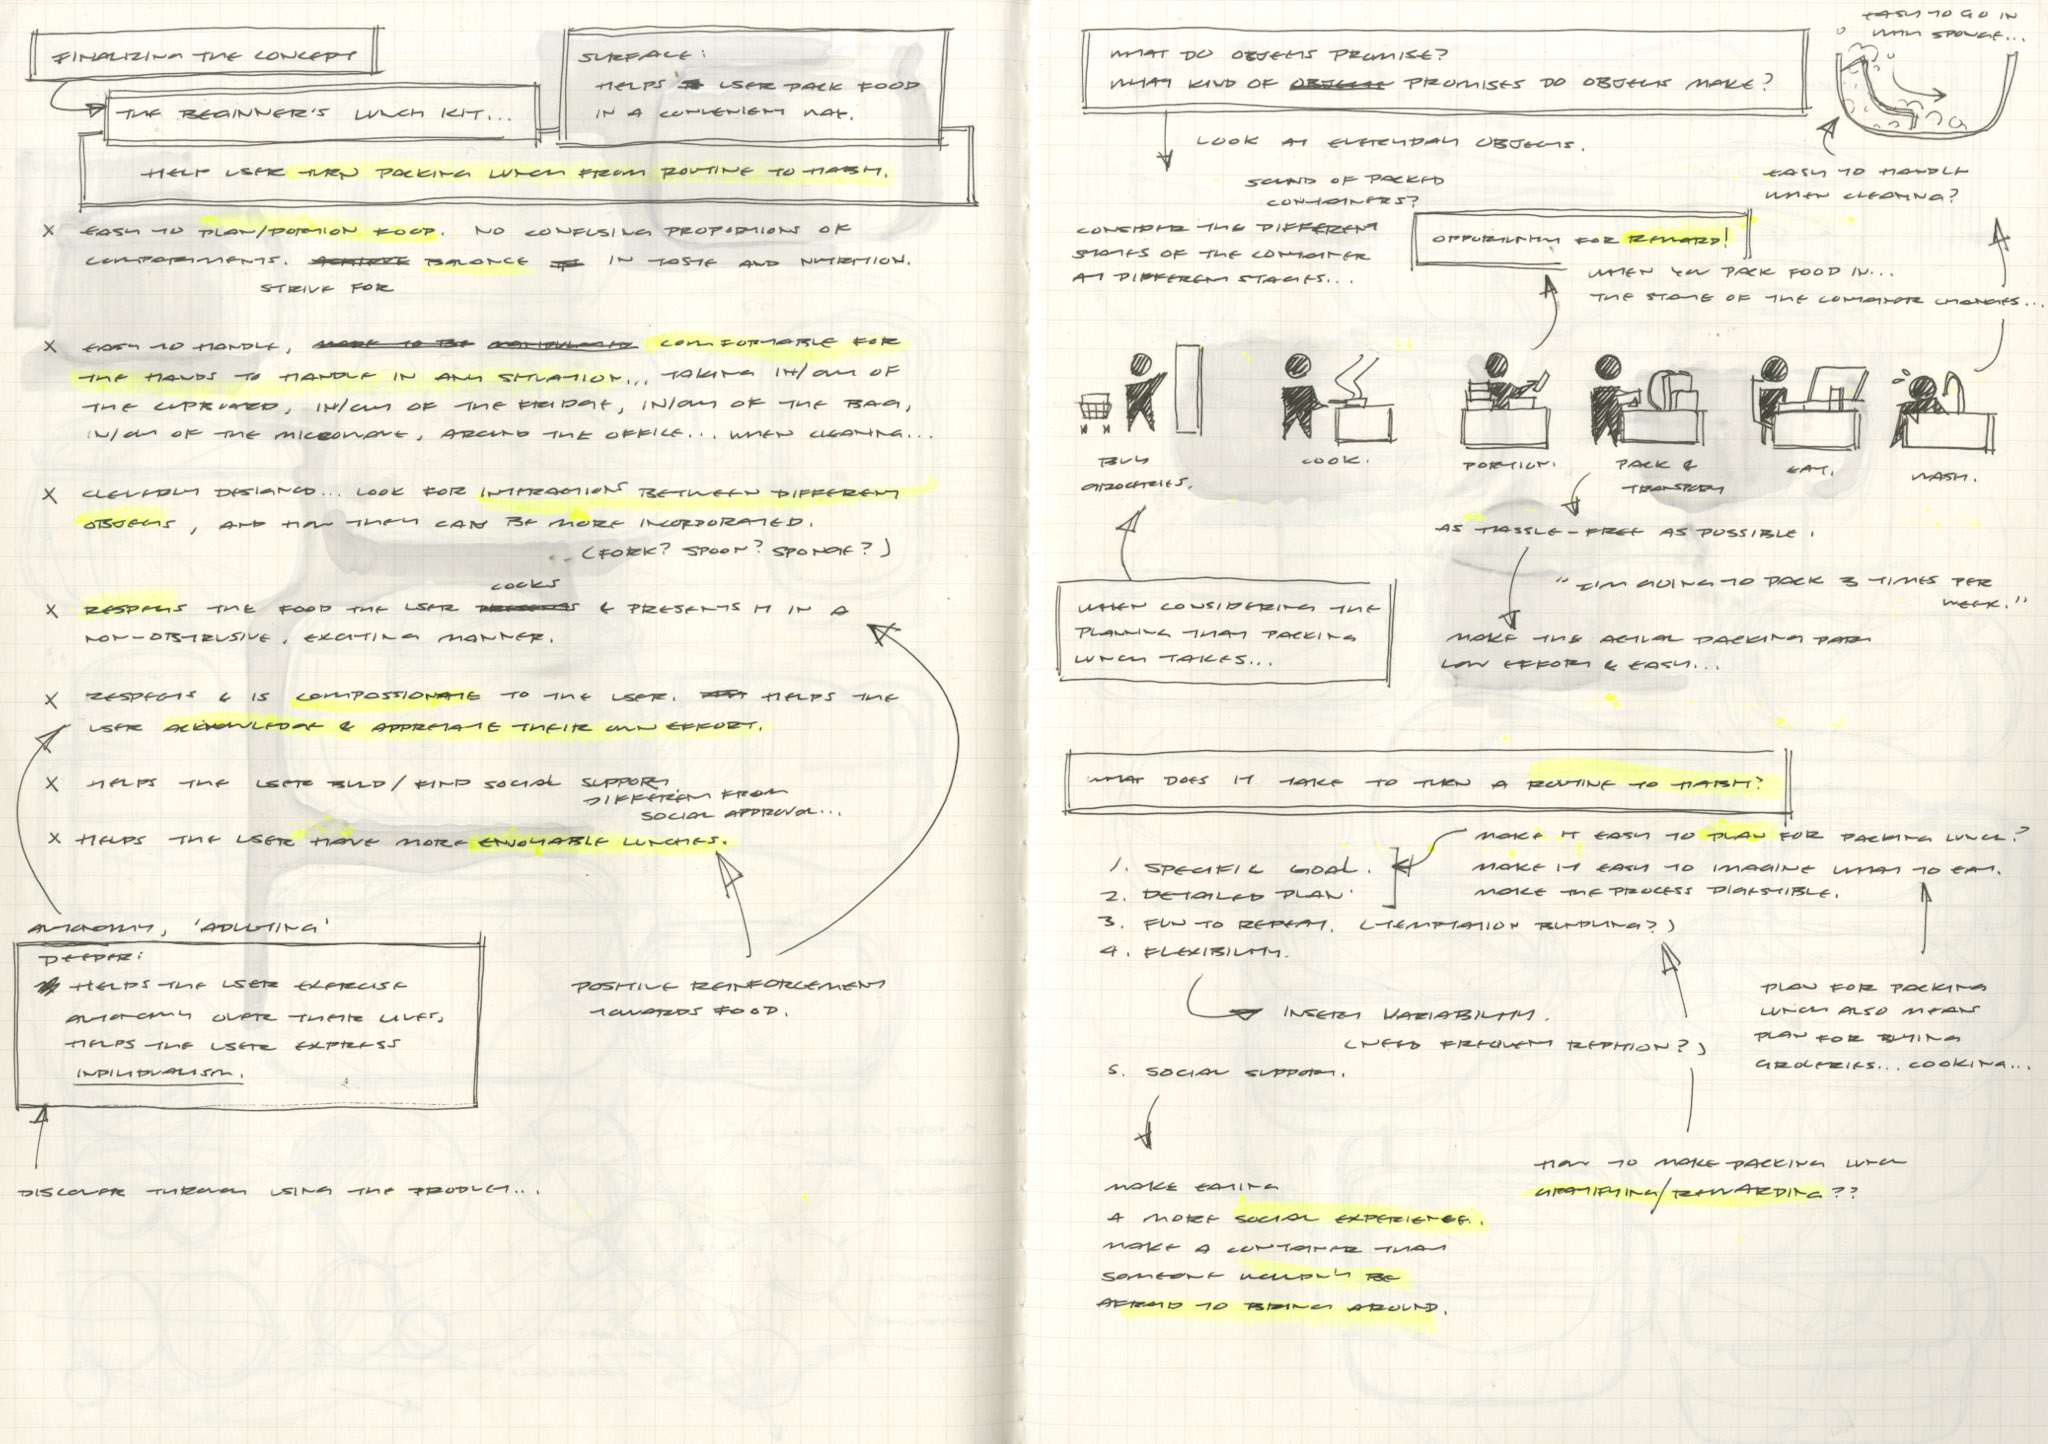 FINALIZING THE CONCEPT
THE BEGINNER'S LUNCH KIT...
SURFACE:
HELPS USER PACK FOOD
IN A CONVENIENT WAY.
HELP USER TURN PACKING LUNCH FROM ROUTINE TO HABIT.
X EASY TO PLAN/PORTION FOOD. NO CONFUSING PROPORTIONS OF
COMPARTMENTS. ACHIEVE BALANCE IN TASTE AND NUTRITION.
STRIVE FOR
X EASY TO HANDLE, COMFORTABLE FOR
THE HANDS TO HANDLE IN ANY SITUATION... TAKING IN/OUT OF
THE CUPBOARD, IN/OUT OF THE FRIDGE, IN/OUT OF THE BAG,
IN/OUT OF THE MICROWAVE, AROUND THE OFFICE... WHEN CLEANING...
X CLEVERLY DESIGNED... LOOK FOR INTERACTIONS BETWEEN DIFFERENT
OBJECTS, AND HOW THEY CAN BE MORE INCORPORATED.
... (FORK? SPOON? SPONGE?)
COOKS
X RESPECTS THE FOOD THE USER & PRESENTS IT IN A
NON-OBTRUSIVE, EXCITING MANNER.
X RESPECTS & IS COMPASSIONATE TO THE USER. HELPS THE
USER ACKNOWLEDGE & APPRECIATE THEIR OWN EFFORT.
X HELPS THE USER BUILD/FIND SOCIAL SUPPORT
DIFFERENT FROM
SOCIAL APPROVAL...
X HELPS THE USER HAVE MORE ENJOYABLE LUNCHES.
AUTONOMY, 'ADULTING'
DEEPER:
HELPS THE USER EXERCISE
AUTONOMY OVER THEIR LIVES,
HELPS THE USER EXPRESS
INDIVIDUALISM.
POSITIVE REINFORCEMENT
TOWARDS FOOD.
DISCOVER THROUGH USING THE PRODUCT...
WHAT DO OBJECTS PROMISE?
WHAT KIND OF OBJECTS PROMISES DO OBJECTS MAKE?
EASY TO GO IN
WITH SPONGE...
LOOK AT EVERYDAY OBJECTS.
EASY TO HANDLE
WHEN CLEANING?
SOUND OF PACKED
CONTAINERS?
CONSIDER THE DIFFERENT
STATES OF THE CONTAINER
AT DIFFERENT STAGES...
OPPORTUNITY FOR REWARD!
WHEN YOU PACK FOOD IN...
THE STATE OF THE CONTAINER CHANGES...
BUY
GROCERIES.
COOK.
PORTION.
PACK &
TRANSPORT
EAT.
WASH.
AS HASSLE-FREE AS POSSIBLE.
"I'M GOING TO PACK 3 TIMES PER
WEEK."
WHEN CONSIDERING THE
PLANNING THAT PACKING
LUNCH TAKES...
MAKE THE ACTUAL PACKING PART
LOW EFFORT & EASY...
WHAT DOES IT TAKE TO TURN A ROUTINE TO HABIT?
MAKE IT EASY TO PLAN FOR PACKING LUNCH?
MAKE IT EASY TO IMAGINE WHAT TO EAT.
MAKE THE PROCESS DIGESTIBLE.
1. SPECIFIC GOAL.
2. DETAILED PLAN
3. FUN TO REPEAT. (TEMPTATION BUNDLING?)
4. FLEXIBILITY.
INSERT VARIABILITY.
(NEED FREQUENT REPTITION?)
5. SOCIAL SUPPORT.
PLAN FOR PACKING
LUNCH ALSO MEANS
PLAN FOR BUYING
GROCERIES... COOKING...
HOW TO MAKE PACKING LUNCH
GRATIFYING/REWARDING??
MAKE EATING
A MORE SOCIAL EXPERIENCE.
MAKE A CONTAINER THAT
SOMEONE WOULDN'T BE
AFRAID TO BRING AROUND.